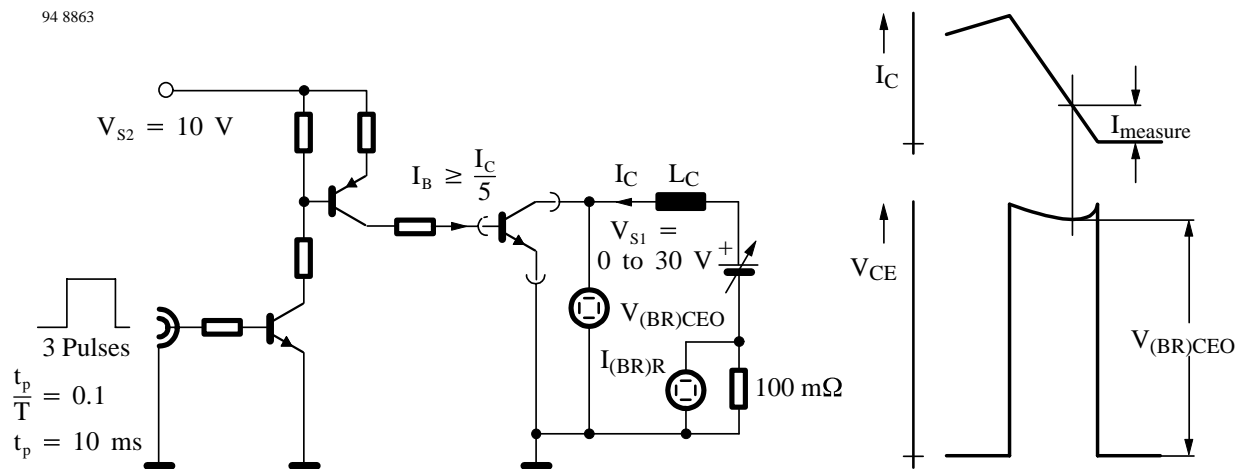 94 8863
V_S2 = 10 V
I_B ≥ I_C/5
I_C
L_C
V_S1 =
0 to 30 V
+
V_(BR)CEO
I_(BR)R
100 mΩ
3 Pulses
t_p/T = 0.1
t_p = 10 ms
I_C
I_measure
V_CE
V_(BR)CEO